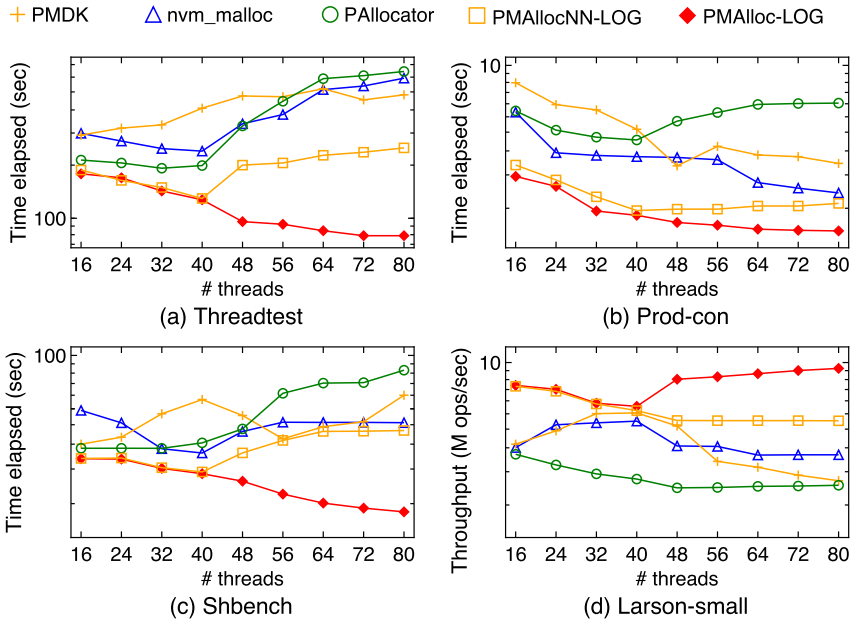 PMDK nvm_malloc PAllocator PMAllocNN-LOG PMAlloc-LOG
Time elapsed (sec)
100
16 24 32 40 48 56 64 72 80
# threads
(a) Threadtest
Time elapsed (sec)
10
16 24 32 40 48 56 64 72 80
# threads
(b) Prod-con
Time elapsed (sec)
100
16 24 32 40 48 56 64 72 80
# threads
(c) Shbench
Throughput (M ops/sec)
10
16 24 32 40 48 56 64 72 80
# threads
(d) Larson-small